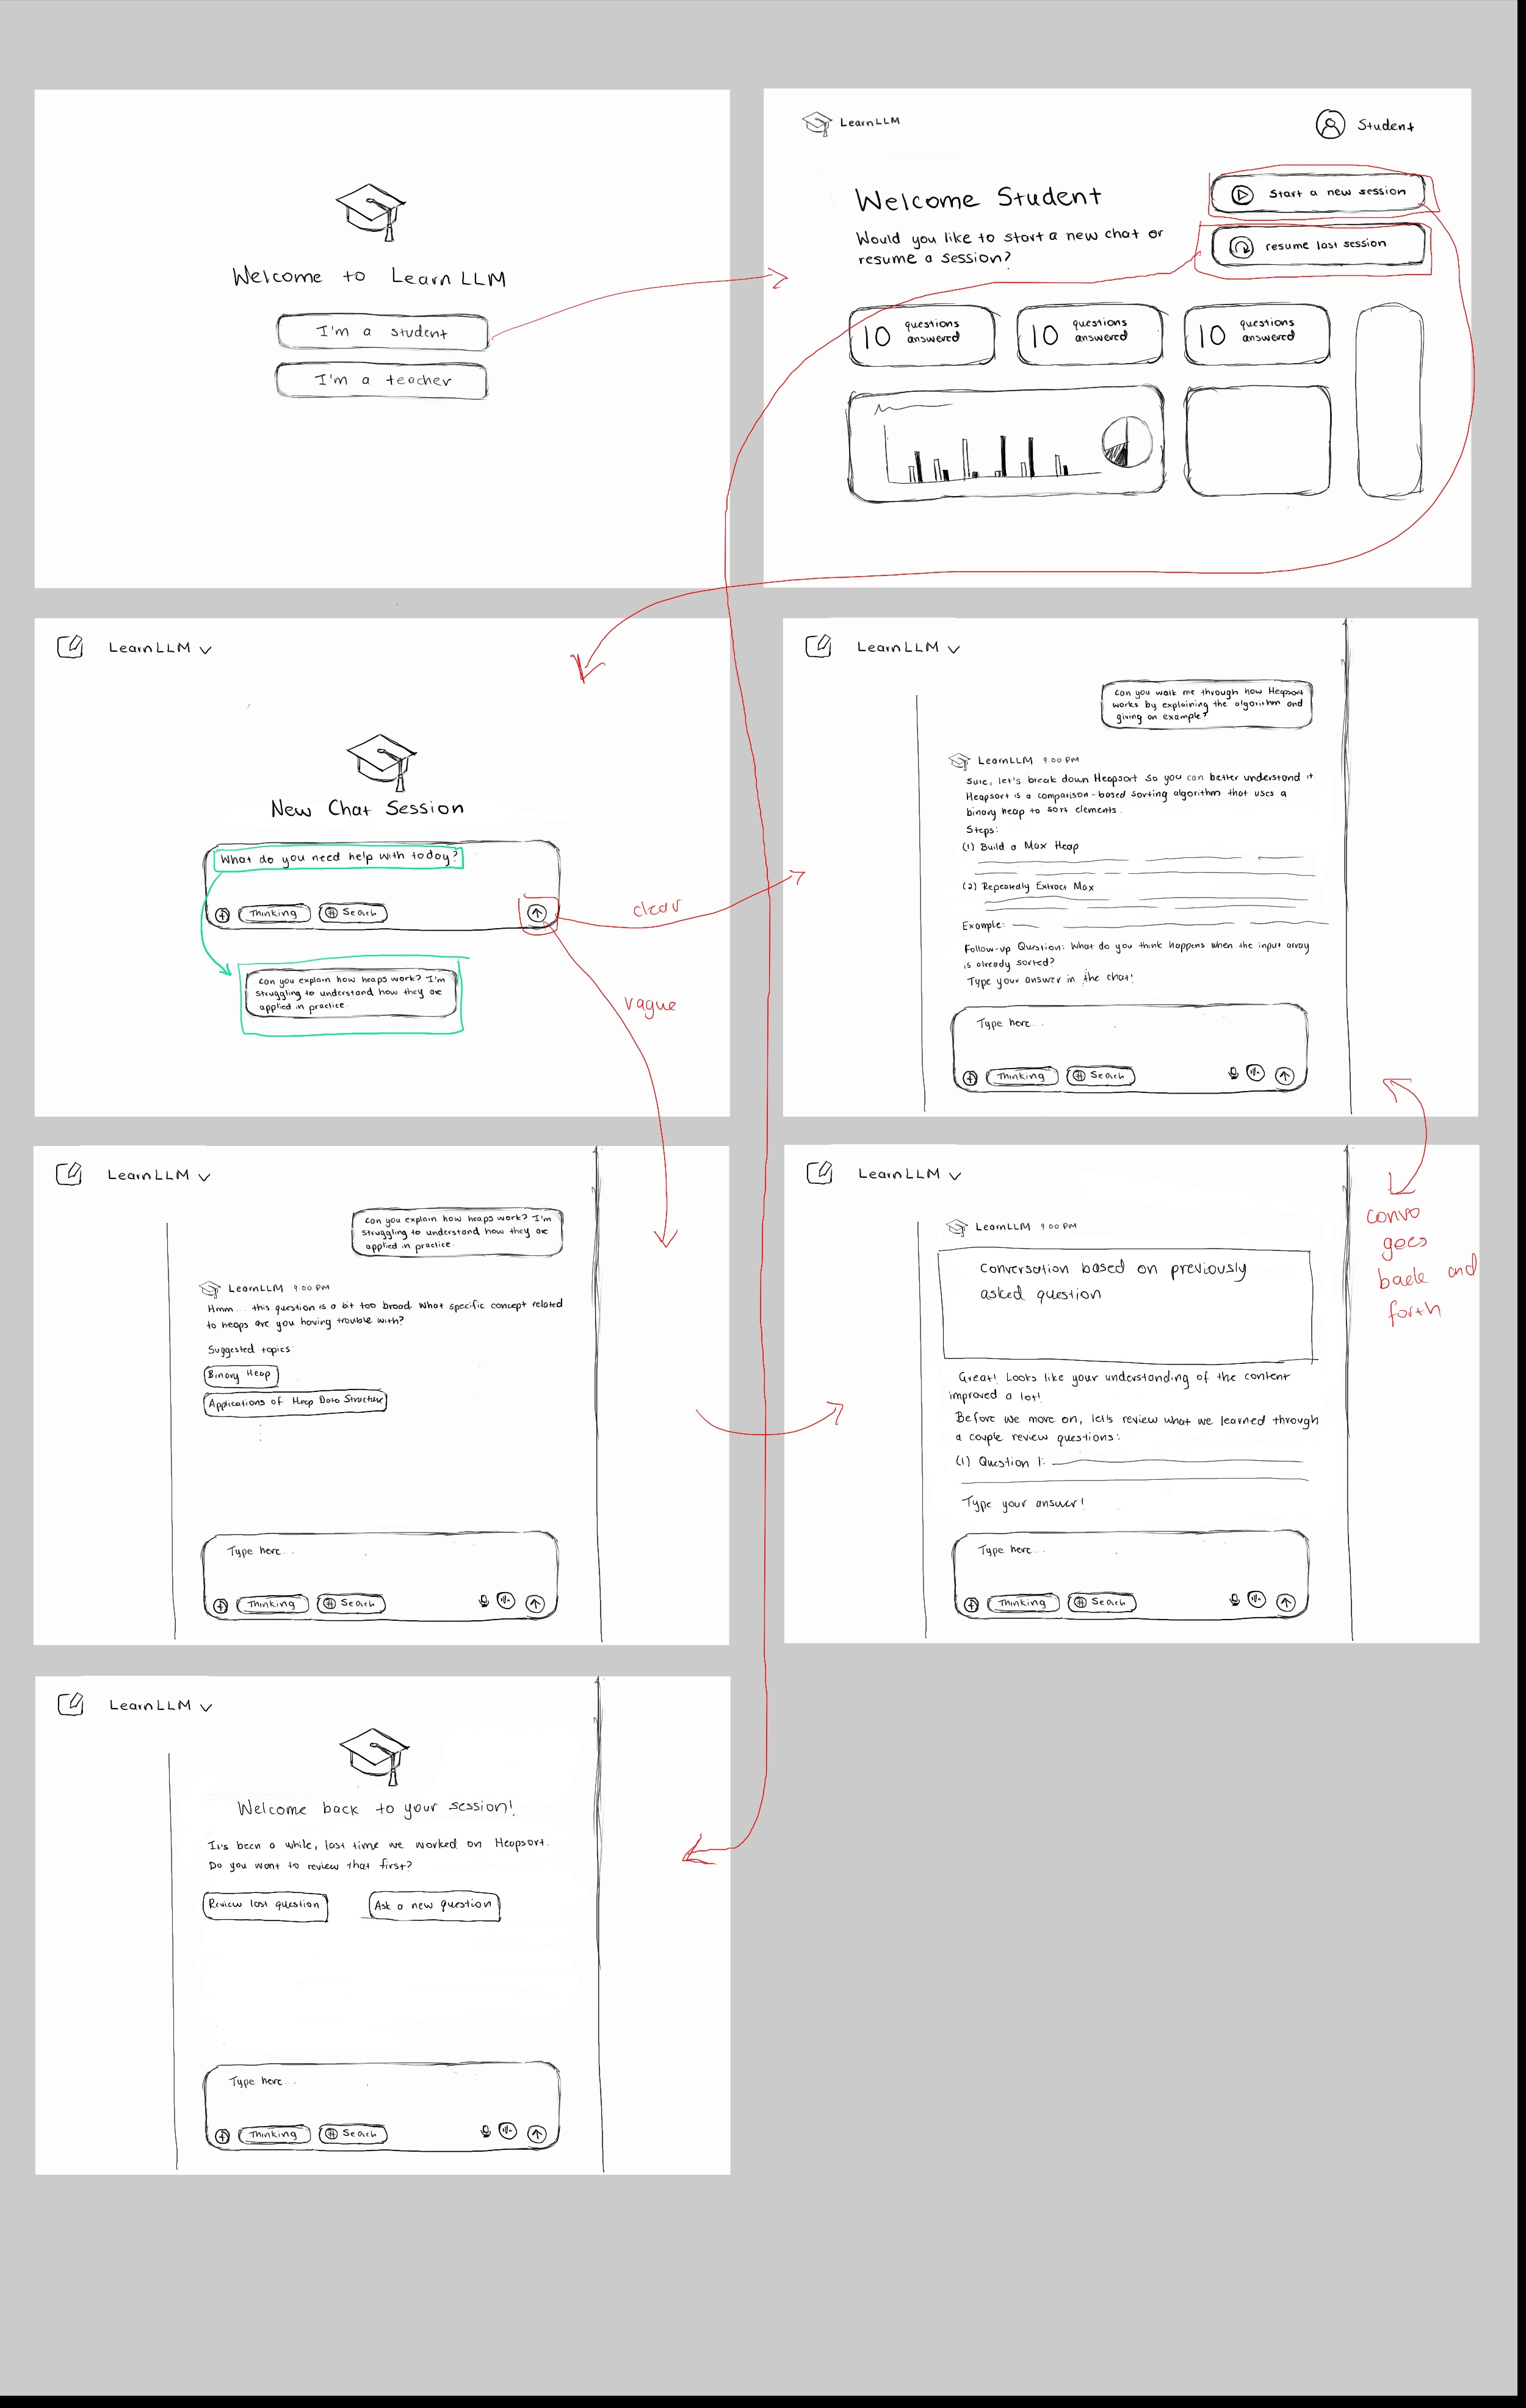 Welcome to LearnLLM
I'm a student
I'm a teacher
LearnLLM
Student
Welcome Student
Would you like to start a new chat or
resume a session?
Start a new session
resume last session
10 questions
answered
10 questions
answered
10 questions
answered
LearnLLM
New Chat Session
What do you need help with today?
Thinking
Search
Can you explain how heaps work? I'm
struggling to understand how they are
applied in practice.
clear
vague
LearnLLM
Can you walk me through how Heapsort
works by explaining the algorithm and
giving an example?
LearnLLM 9:00 PM
Sure, let's break down Heapsort so you can better understand it.
Heapsort is a comparison-based sorting algorithm that uses a
binary heap to sort elements.
Steps:
(1) Build a Max Heap
(2) Repeatedly Extract Max
Example:
Follow-up Question: What do you think happens when the input array
is already sorted?
Type your answer in the chat!
Type here...
Thinking
Search
LearnLLM
Can you explain how heaps work? I'm
struggling to understand how they are
applied in practice.
LearnLLM 9:00 PM
Hmm... this question is a bit too broad. What specific concept related
to heaps are you having trouble with?
Suggested topics
Binary Heap
Applications of Heap Data Structure
Type here...
Thinking
Search
LearnLLM
LearnLLM 9:00 PM
Conversation based on previously
asked question
Great! Looks like your understanding of the content
improved a lot!
Before we move on, let's review what we learned through
a couple review questions:
(1) Question 1:
Type your answer!
Type here...
Thinking
Search
convo
goes
back and
forth
LearnLLM
Welcome back to your session!
It's been a while, last time we worked on Heapsort.
Do you want to review that first?
Review last question
Ask a new question
Type here...
Thinking
Search